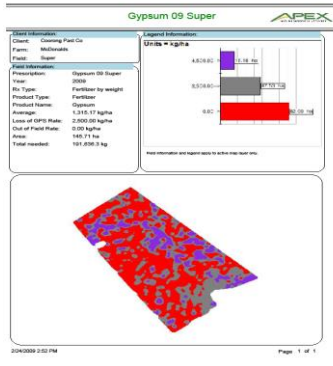 Gypsum 09 Super
APEX
Client Information:
Client: Coorong Past Co
Farm: McDonalds
Field: Super
Field Information:
Prescription: Gypsum 09 Super
Year: 2009
Rx Type: Fertilizer by weight
Product Type: Fertilizer
Product Name: Gypsum
Average: 1,315.17 kg/ha
Loss of GPS Rate: 2,500.00 kg/ha
Out of Field Rate: 0.00 kg/ha
Area: 145.71 ha
Total needed: 191,636.3 kg
Legend Information:
Units = kg/ha
Field information and legend apply to active map layer only.
2/24/2009 2:52 PM
Page 1 of 1